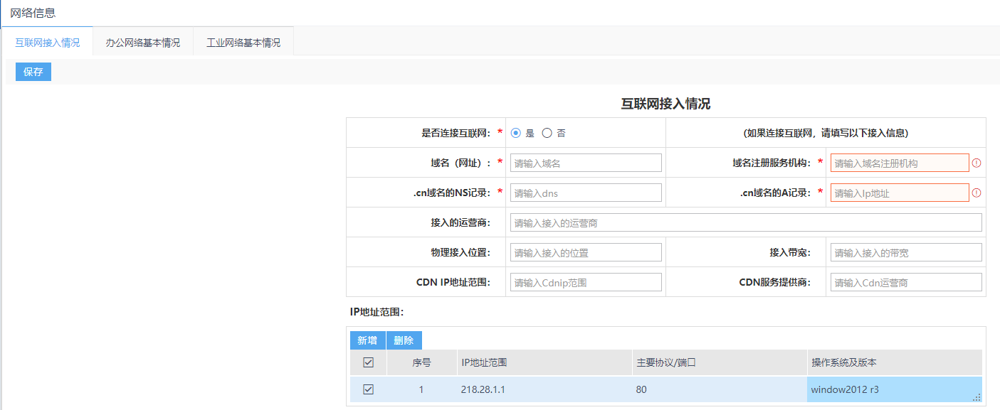 网络信息
互联网接入情况 办公网络基本情况 工业网络基本情况
保存
互联网接入情况
是否连接互联网：* 是 否 （如果连接互联网，请填写以下接入信息）
域名（网址）：* 请输入域名 域名注册服务机构：* 请输入域名注册机构
.cn域名的NS记录：* 请输入dns .cn域名的A记录：* 请输入Ip地址
接入的运营商： 请输入接入的运营商
物理接入位置： 请输入接入的位置 接入带宽： 请输入接入的带宽
CDN IP地址范围： 请输入Cdnip范围 CDN服务提供商： 请输入Cdn运营商
IP地址范围：
新增 删除
序号 IP地址范围 主要协议/端口 操作系统及版本
1 218.28.1.1 80 window2012 r3